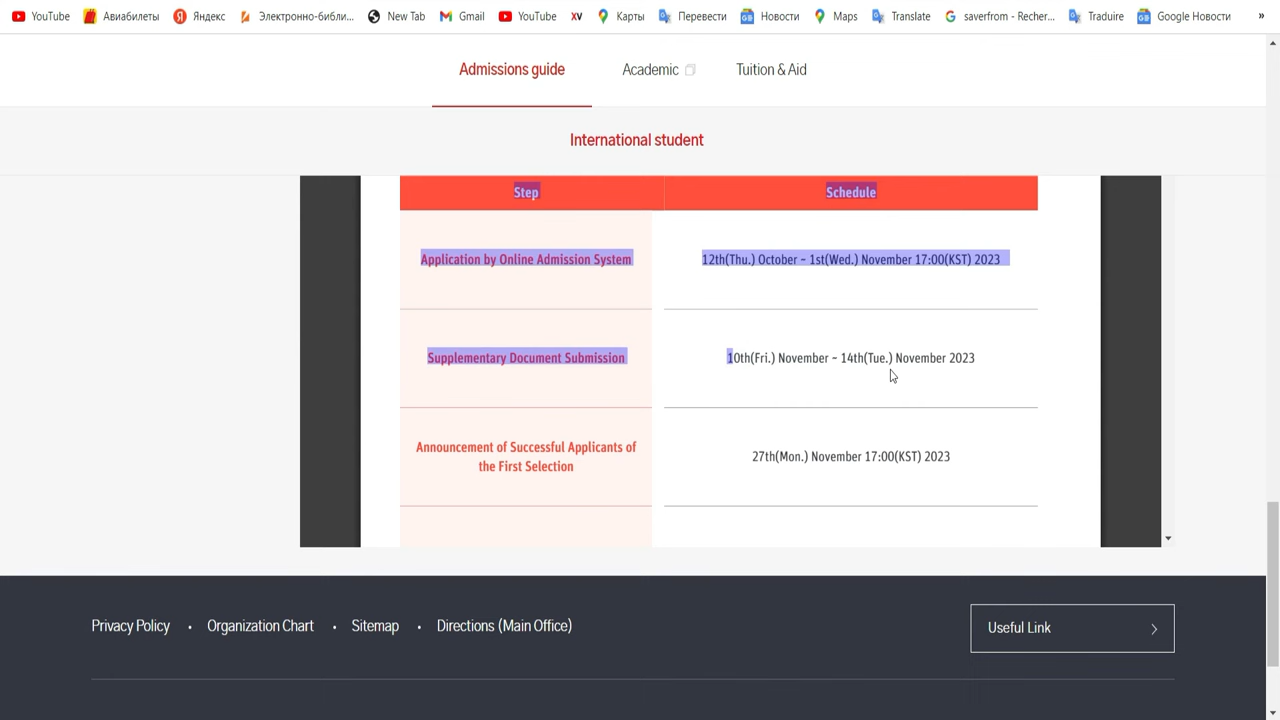 YouTube Авиабилеты Яндекс Электронно-библи... New Tab Gmail YouTube XV Карты Перевести Новости Maps Translate saverfrom - Recher... Traduire Google Новости »
Admissions guide Academic Tuition & Aid
International student
Step Schedule
Application by Online Admission System 12th(Thu.) October – 1st(Wed.) November 17:00(KST) 2023
Supplementary Document Submission 10th(Fri.) November – 14th(Tue.) November 2023
Announcement of Successful Applicants of
the First Selection
27th(Mon.) November 17:00(KST) 2023
Privacy Policy • Organization Chart • Sitemap • Directions (Main Office)
Useful Link